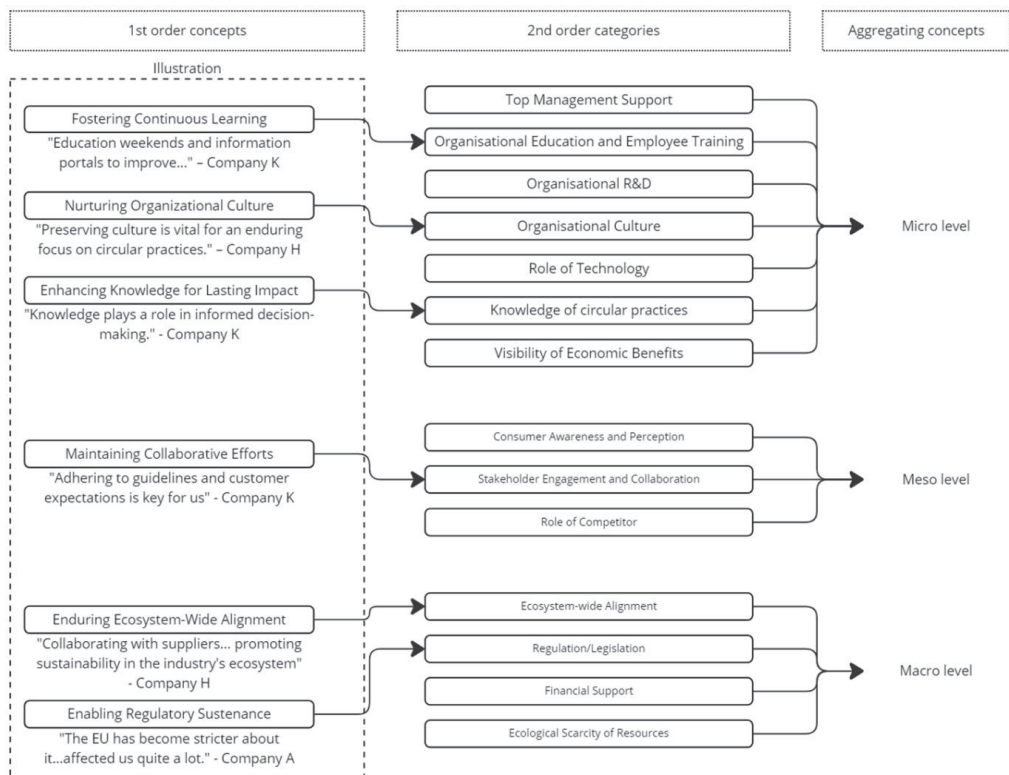 1st order concepts
2nd order categories
Aggregating concepts
Illustration
Fostering Continuous Learning
"Education weekends and information
portals to improve..." – Company K
Nurturing Organizational Culture
"Preserving culture is vital for an enduring
focus on circular practices." – Company H
Enhancing Knowledge for Lasting Impact
"Knowledge plays a role in informed decision-
making." - Company K
Maintaining Collaborative Efforts
"Adhering to guidelines and customer
expectations is key for us" - Company K
Enduring Ecosystem-Wide Alignment
"Collaborating with suppliers... promoting
sustainability in the industry's ecosystem"
- Company H
Enabling Regulatory Sustenance
"The EU has become stricter about
it...affected us quite a lot." - Company A
Top Management Support
Organisational Education and Employee Training
Organisational R&D
Organisational Culture
Role of Technology
Knowledge of circular practices
Visibility of Economic Benefits
Consumer Awareness and Perception
Stakeholder Engagement and Collaboration
Role of Competitor
Ecosystem-wide Alignment
Regulation/Legislation
Financial Support
Ecological Scarcity of Resources
Micro level
Meso level
Macro level